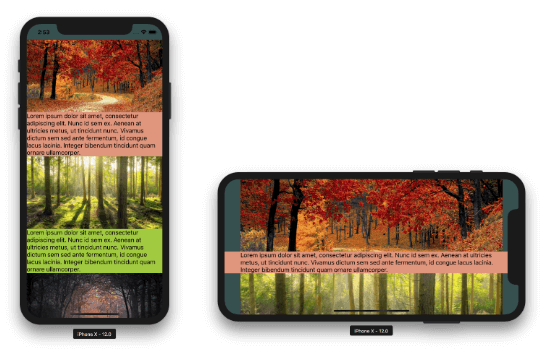 2:53
Lorem ipsum dolor sit amet, consectetur
adipiscing elit. Nunc id sem ex. Aenean at
ultricies metus, ut tincidunt nunc. Vivamus
dictum sem sed ante fermentum, id congue
lacus lacinia. Integer bibendum tincidunt quam
ornare ullamcorper.
Lorem ipsum dolor sit amet, consectetur
adipiscing elit. Nunc id sem ex. Aenean at
ultricies metus, ut tincidunt nunc. Vivamus
dictum sem sed ante fermentum, id congue
lacus lacinia. Integer bibendum tincidunt quam
ornare ullamcorper.
iPhone X - 12.0
Lorem ipsum dolor sit amet, consectetur adipiscing elit. Nunc id sem ex. Aenean at ultricies
metus, ut tincidunt nunc. Vivamus dictum sem sed ante fermentum, id congue lacus lacinia.
Integer bibendum tincidunt quam ornare ullamcorper.
iPhone X - 12.0